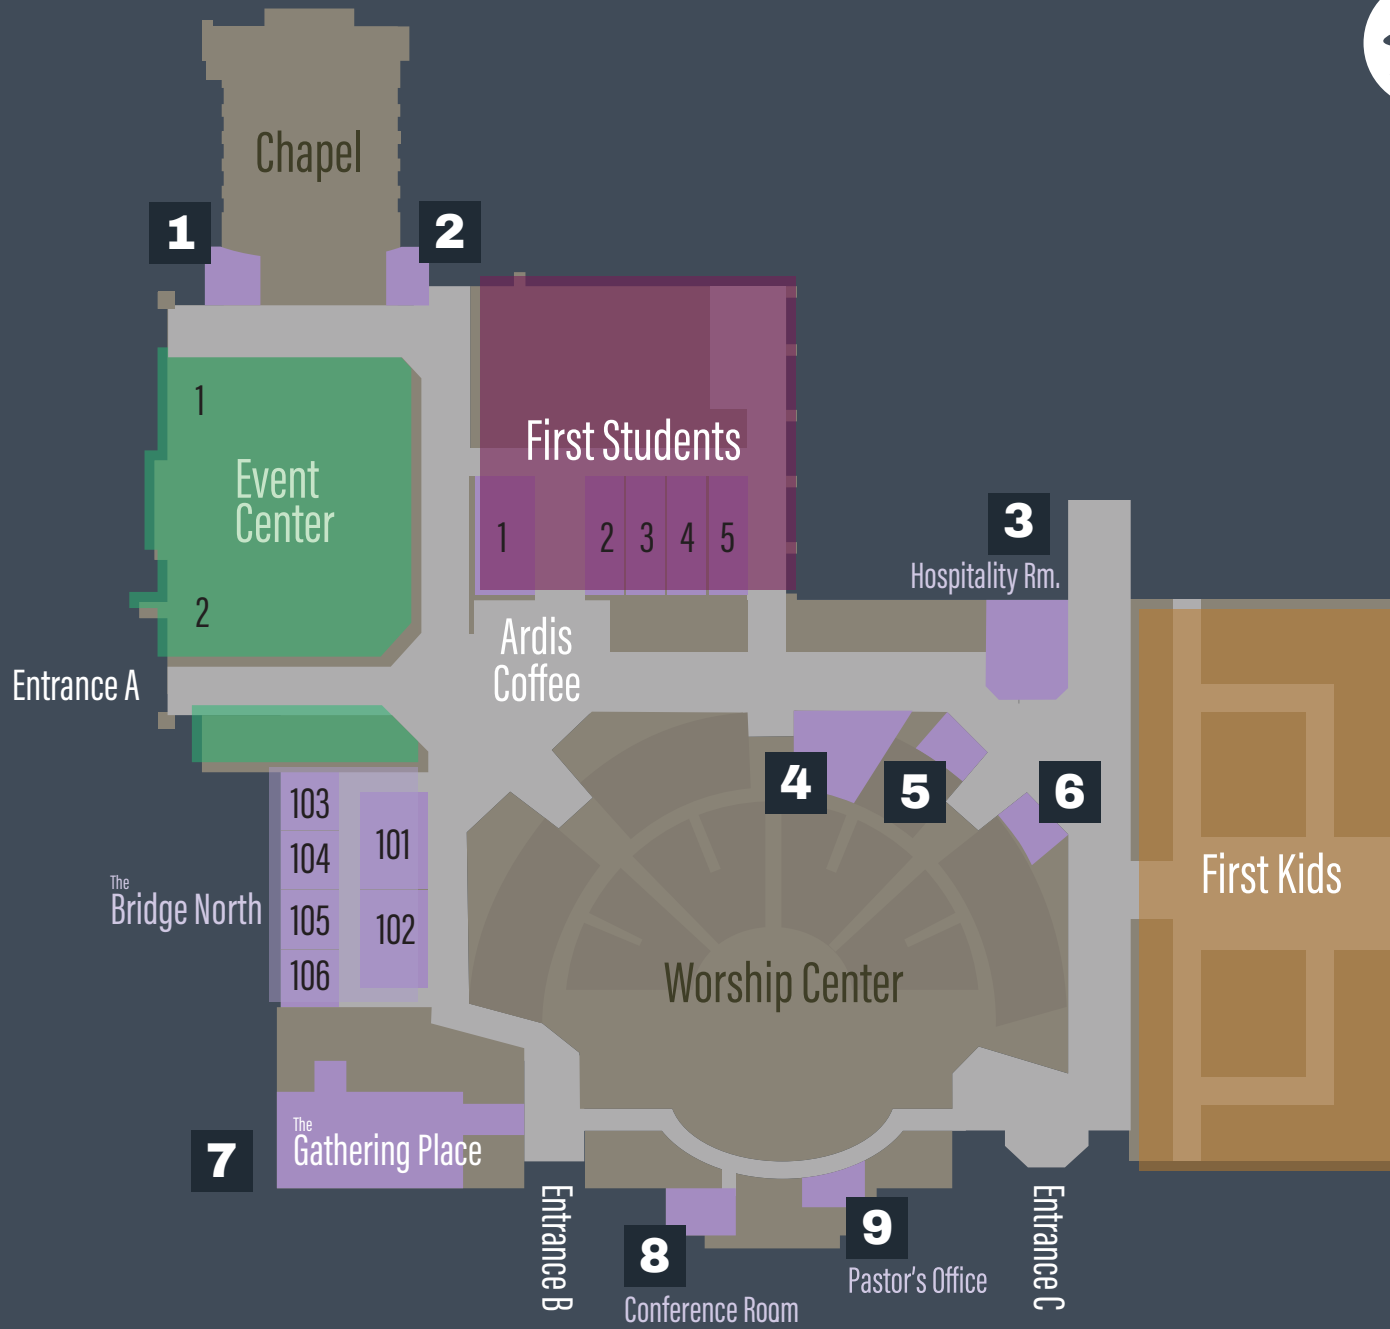 Chapel
1
2
1
Event
Center
2
First Students
1
2
3
4
5
3
Hospitality Rm.
Ardis
Coffee
Entrance A
4
5
6
103
104
105
106
101
102
The
Bridge North
First Kids
Worship Center
The
Gathering Place
7
Entrance B
8
Conference Room
9
Pastor's Office
Entrance C